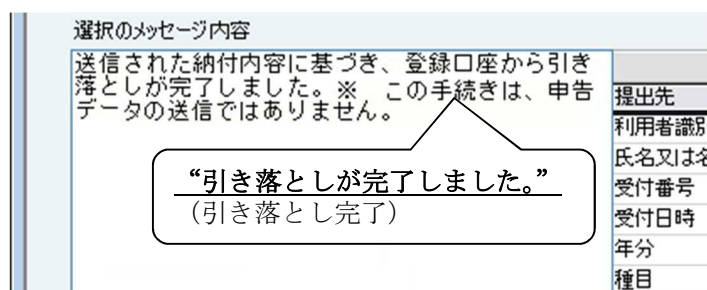 選択のメッセージ内容
送信された納付内容に基づき、登録口座から引き
落としが完了しました。※　この手続きは、申告
データの送信ではありません。
“引き落としが完了しました。”
（引き落とし完了）
提出先
利用者識別
氏名又は名
受付番号
受付日時
年分
種目